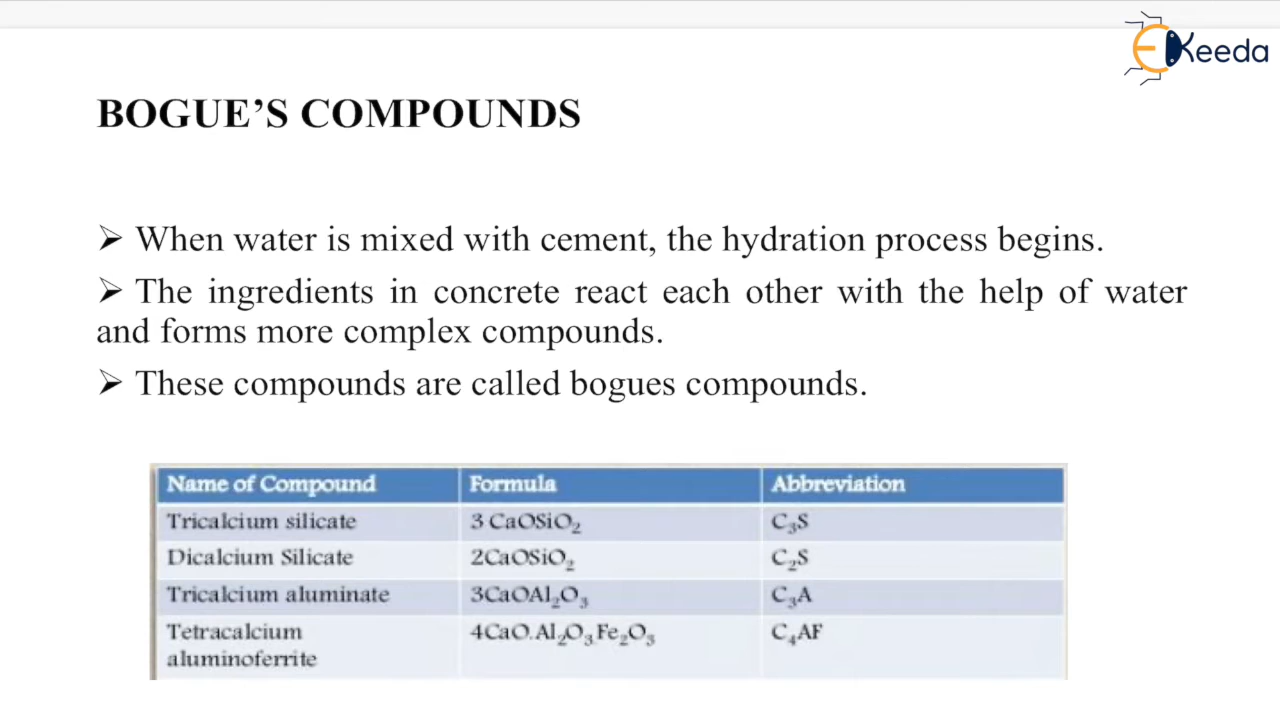 EKeeda
BOGUE’S COMPOUNDS
➢ When water is mixed with cement, the hydration process begins.
➢ The ingredients in concrete react each other with the help of water
and forms more complex compounds.
➢ These compounds are called bogues compounds.
Name of Compound Formula Abbreviation
Tricalcium silicate 3 CaOSiO₂ C₃S
Dicalcium Silicate 2CaOSiO₂ C₂S
Tricalcium aluminate 3CaOAl₂O₃ C₃A
Tetracalcium 4CaO.Al₂O₃Fe₂O₃ C₄AF
aluminoferrite